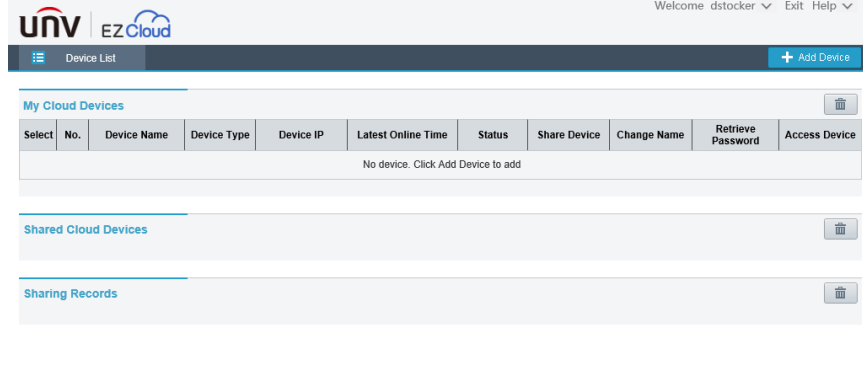 Welcome dstocker Exit Help
unv EZCloud
Device List + Add Device
My Cloud Devices
Select No. Device Name Device Type Device IP Latest Online Time Status Share Device Change Name Retrieve Password Access Device
No device. Click Add Device to add
Shared Cloud Devices
Sharing Records